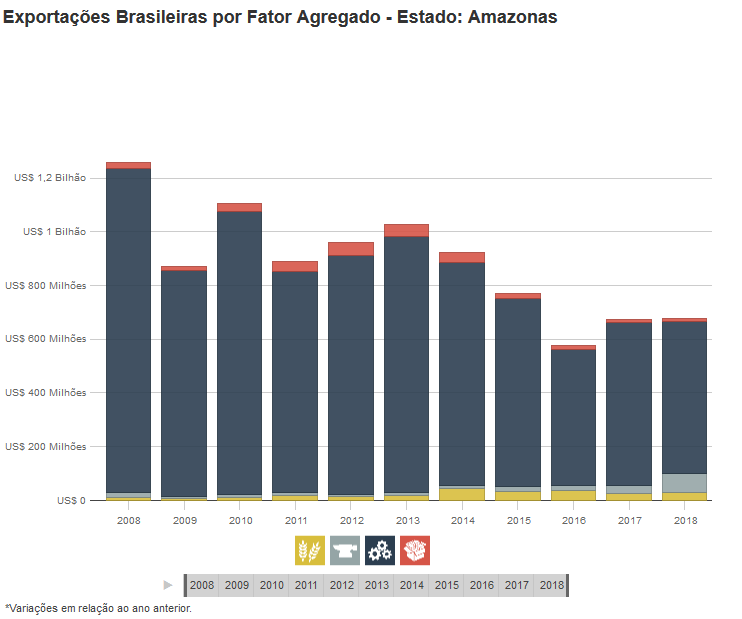 Exportações Brasileiras por Fator Agregado - Estado: Amazonas
US$ 1,2 Bilhão
US$ 1 Bilhão
US$ 800 Milhões
US$ 600 Milhões
US$ 400 Milhões
US$ 200 Milhões
US$ 0
2008 2009 2010 2011 2012 2013 2014 2015 2016 2017 2018
2008 2009 2010 2011 2012 2013 2014 2015 2016 2017 2018
*Variações em relação ao ano anterior.